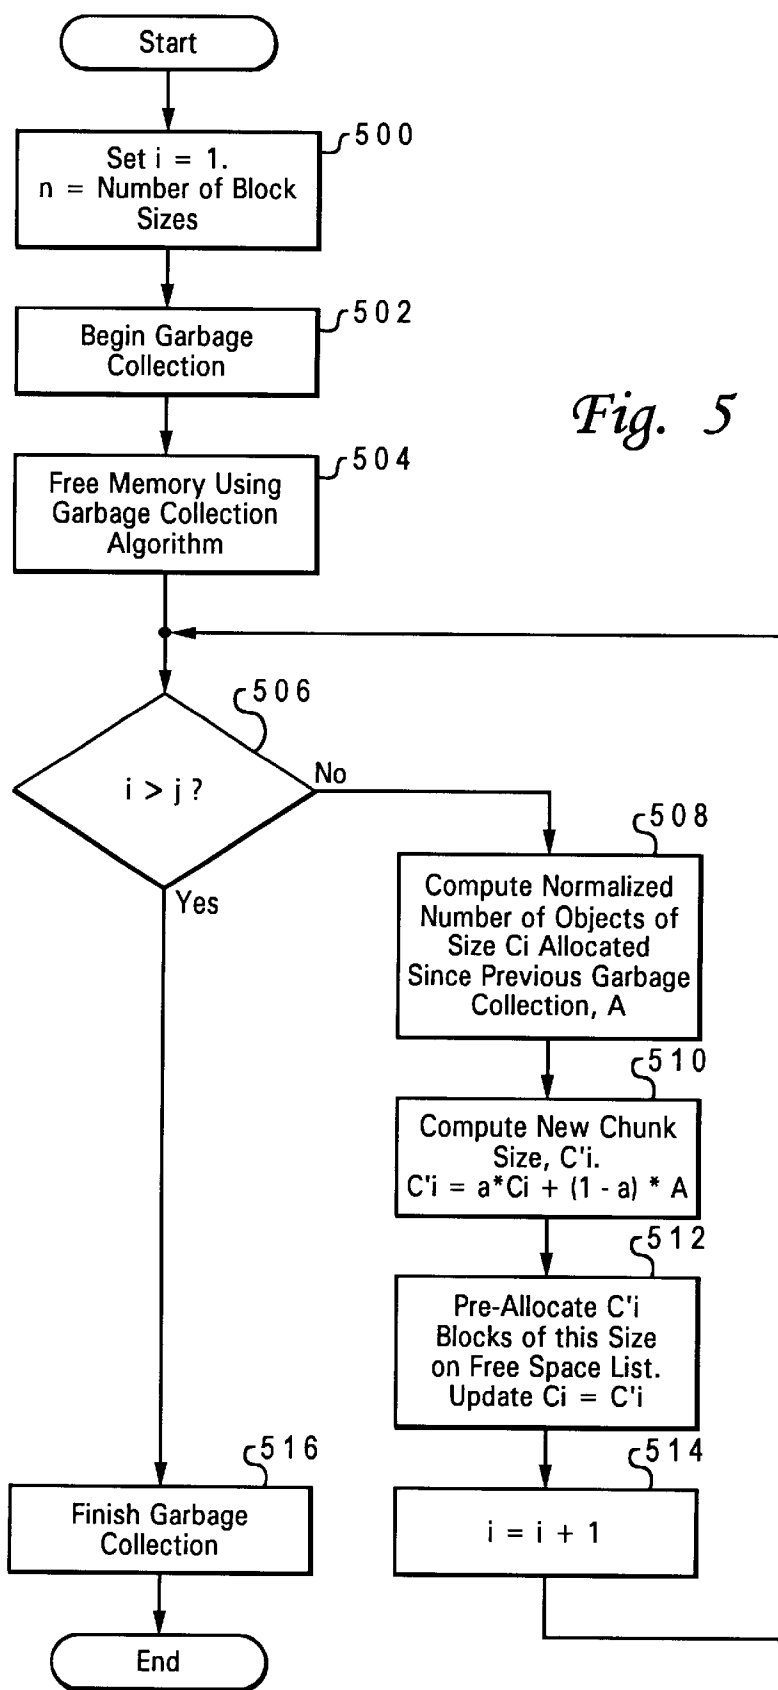 Start
500
Set i = 1.
n = Number of Block
Sizes
502
Begin Garbage
Collection
Fig. 5
504
Free Memory Using
Garbage Collection
Algorithm
506
i > j ?
No
Yes
508
Compute Normalized
Number of Objects of
Size Ci Allocated
Since Previous Garbage
Collection, A
510
Compute New Chunk
Size, C'i.
C'i = a*Ci + (1 - a) * A
512
Pre-Allocate C'i
Blocks of this Size
on Free Space List.
Update Ci = C'i
514
i = i + 1
516
Finish Garbage
Collection
End